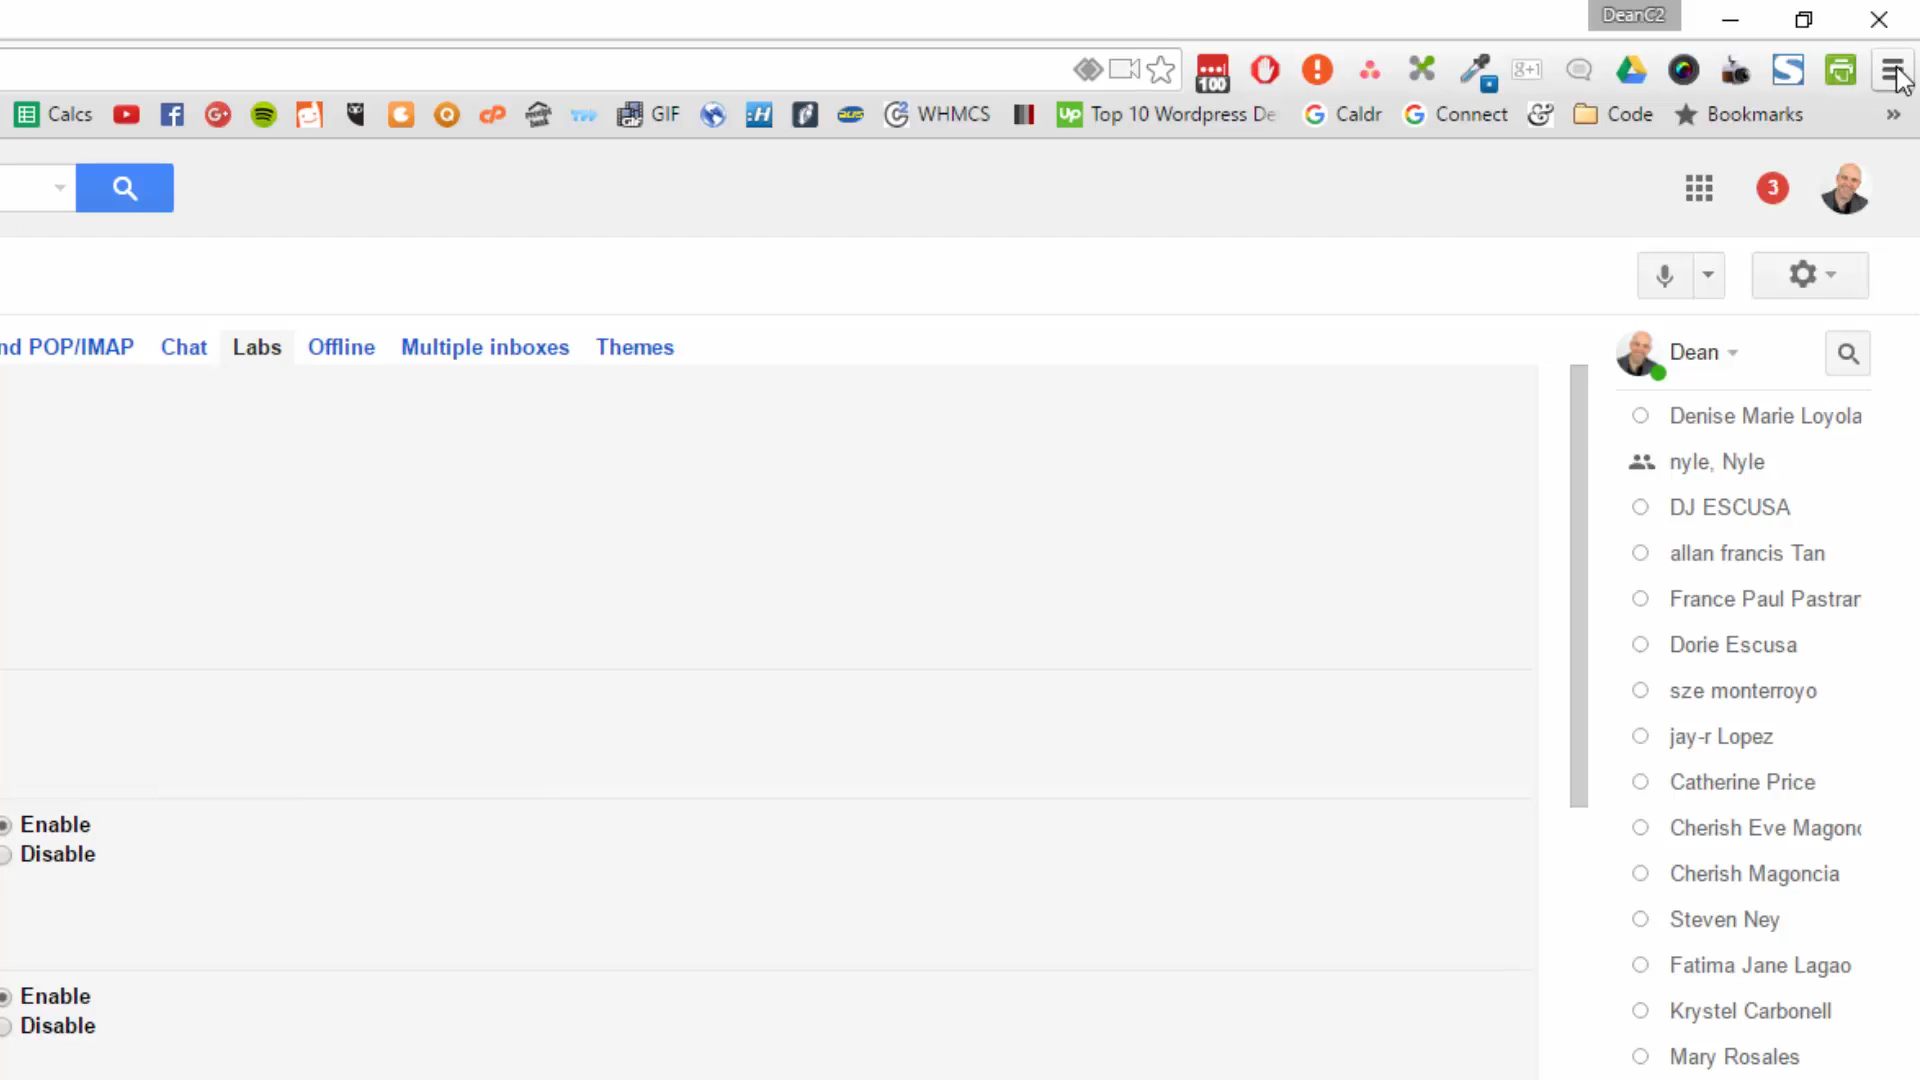 DeanC2
100
g+1
Calcs
GIF
WHMCS
Up Top 10 Wordpress De
Caldr
Connect
Code
Bookmarks
»
3
nd POP/IMAP Chat Labs Offline Multiple inboxes Themes
Dean
Denise Marie Loyola
nyle, Nyle
DJ ESCUSA
allan francis Tan
France Paul Pastrar
Dorie Escusa
sze monterroyo
jay-r Lopez
Catherine Price
Enable
Cherish Eve Magonc
Disable
Cherish Magoncia
Steven Ney
Fatima Jane Lagao
Enable
Krystel Carbonell
Disable
Mary Rosales